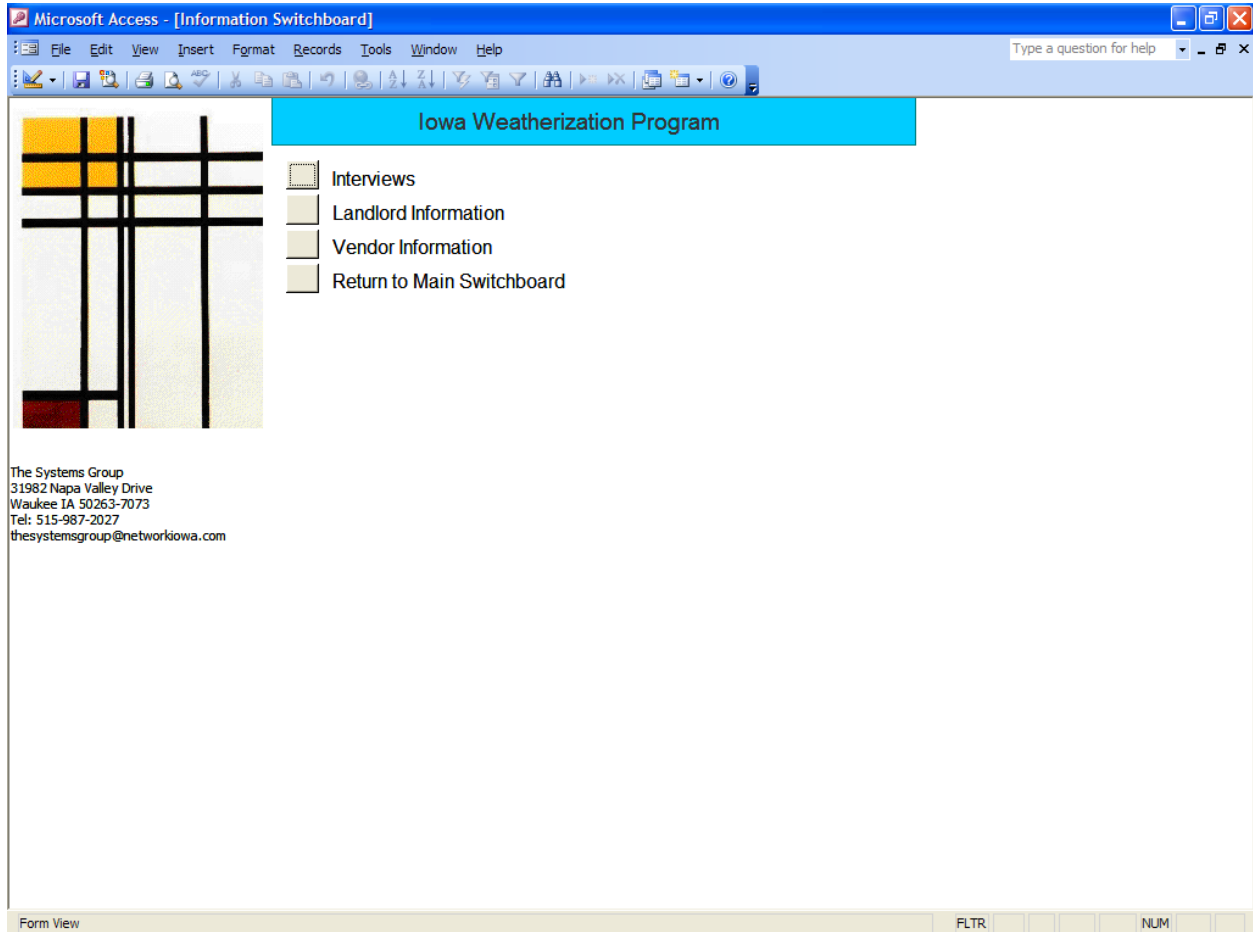 Microsoft Access - [Information Switchboard]
File Edit View Insert Format Records Tools Window Help
Type a question for help
Iowa Weatherization Program
Interviews
Landlord Information
Vendor Information
Return to Main Switchboard
The Systems Group
31982 Napa Valley Drive
Waukee IA 50263-7073
Tel: 515-987-2027
thesystemsgroup@networkiowa.com
Form View FLTR NUM